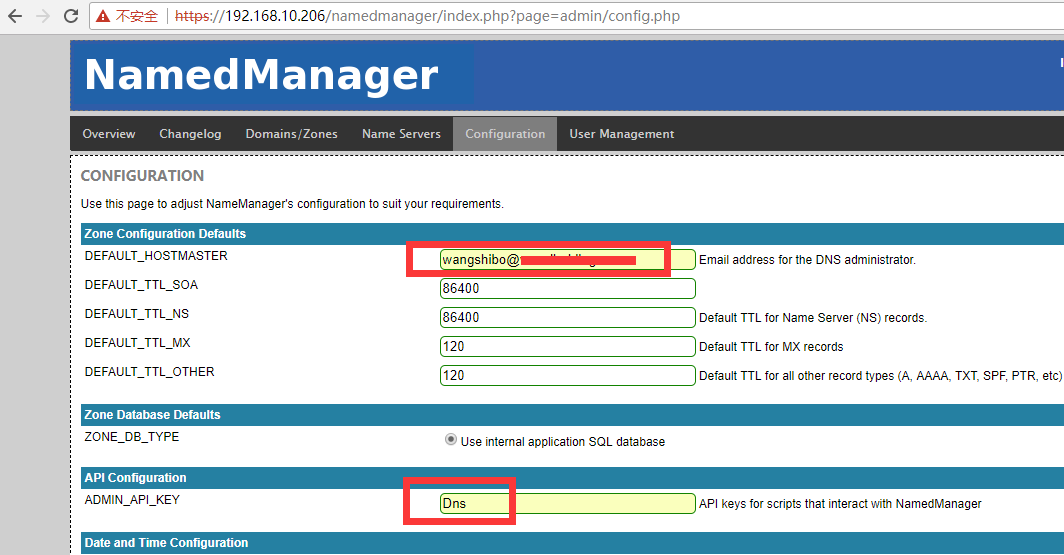 不安全 https://192.168.10.206/namedmanager/index.php?page=admin/config.php
NamedManager
Overview Changelog Domains/Zones Name Servers Configuration User Management
CONFIGURATION
Use this page to adjust NameManager's configuration to suit your requirements.
Zone Configuration Defaults
DEFAULT_HOSTMASTER wangshibo@ Email address for the DNS administrator.
DEFAULT_TTL_SOA 86400
DEFAULT_TTL_NS 86400 Default TTL for Name Server (NS) records.
DEFAULT_TTL_MX 120 Default TTL for MX records
DEFAULT_TTL_OTHER 120 Default TTL for all other record types (A, AAAA, TXT, SPF, PTR, etc)
Zone Database Defaults
ZONE_DB_TYPE Use internal application SQL database
API Configuration
ADMIN_API_KEY Dns API keys for scripts that interact with NamedManager
Date and Time Configuration